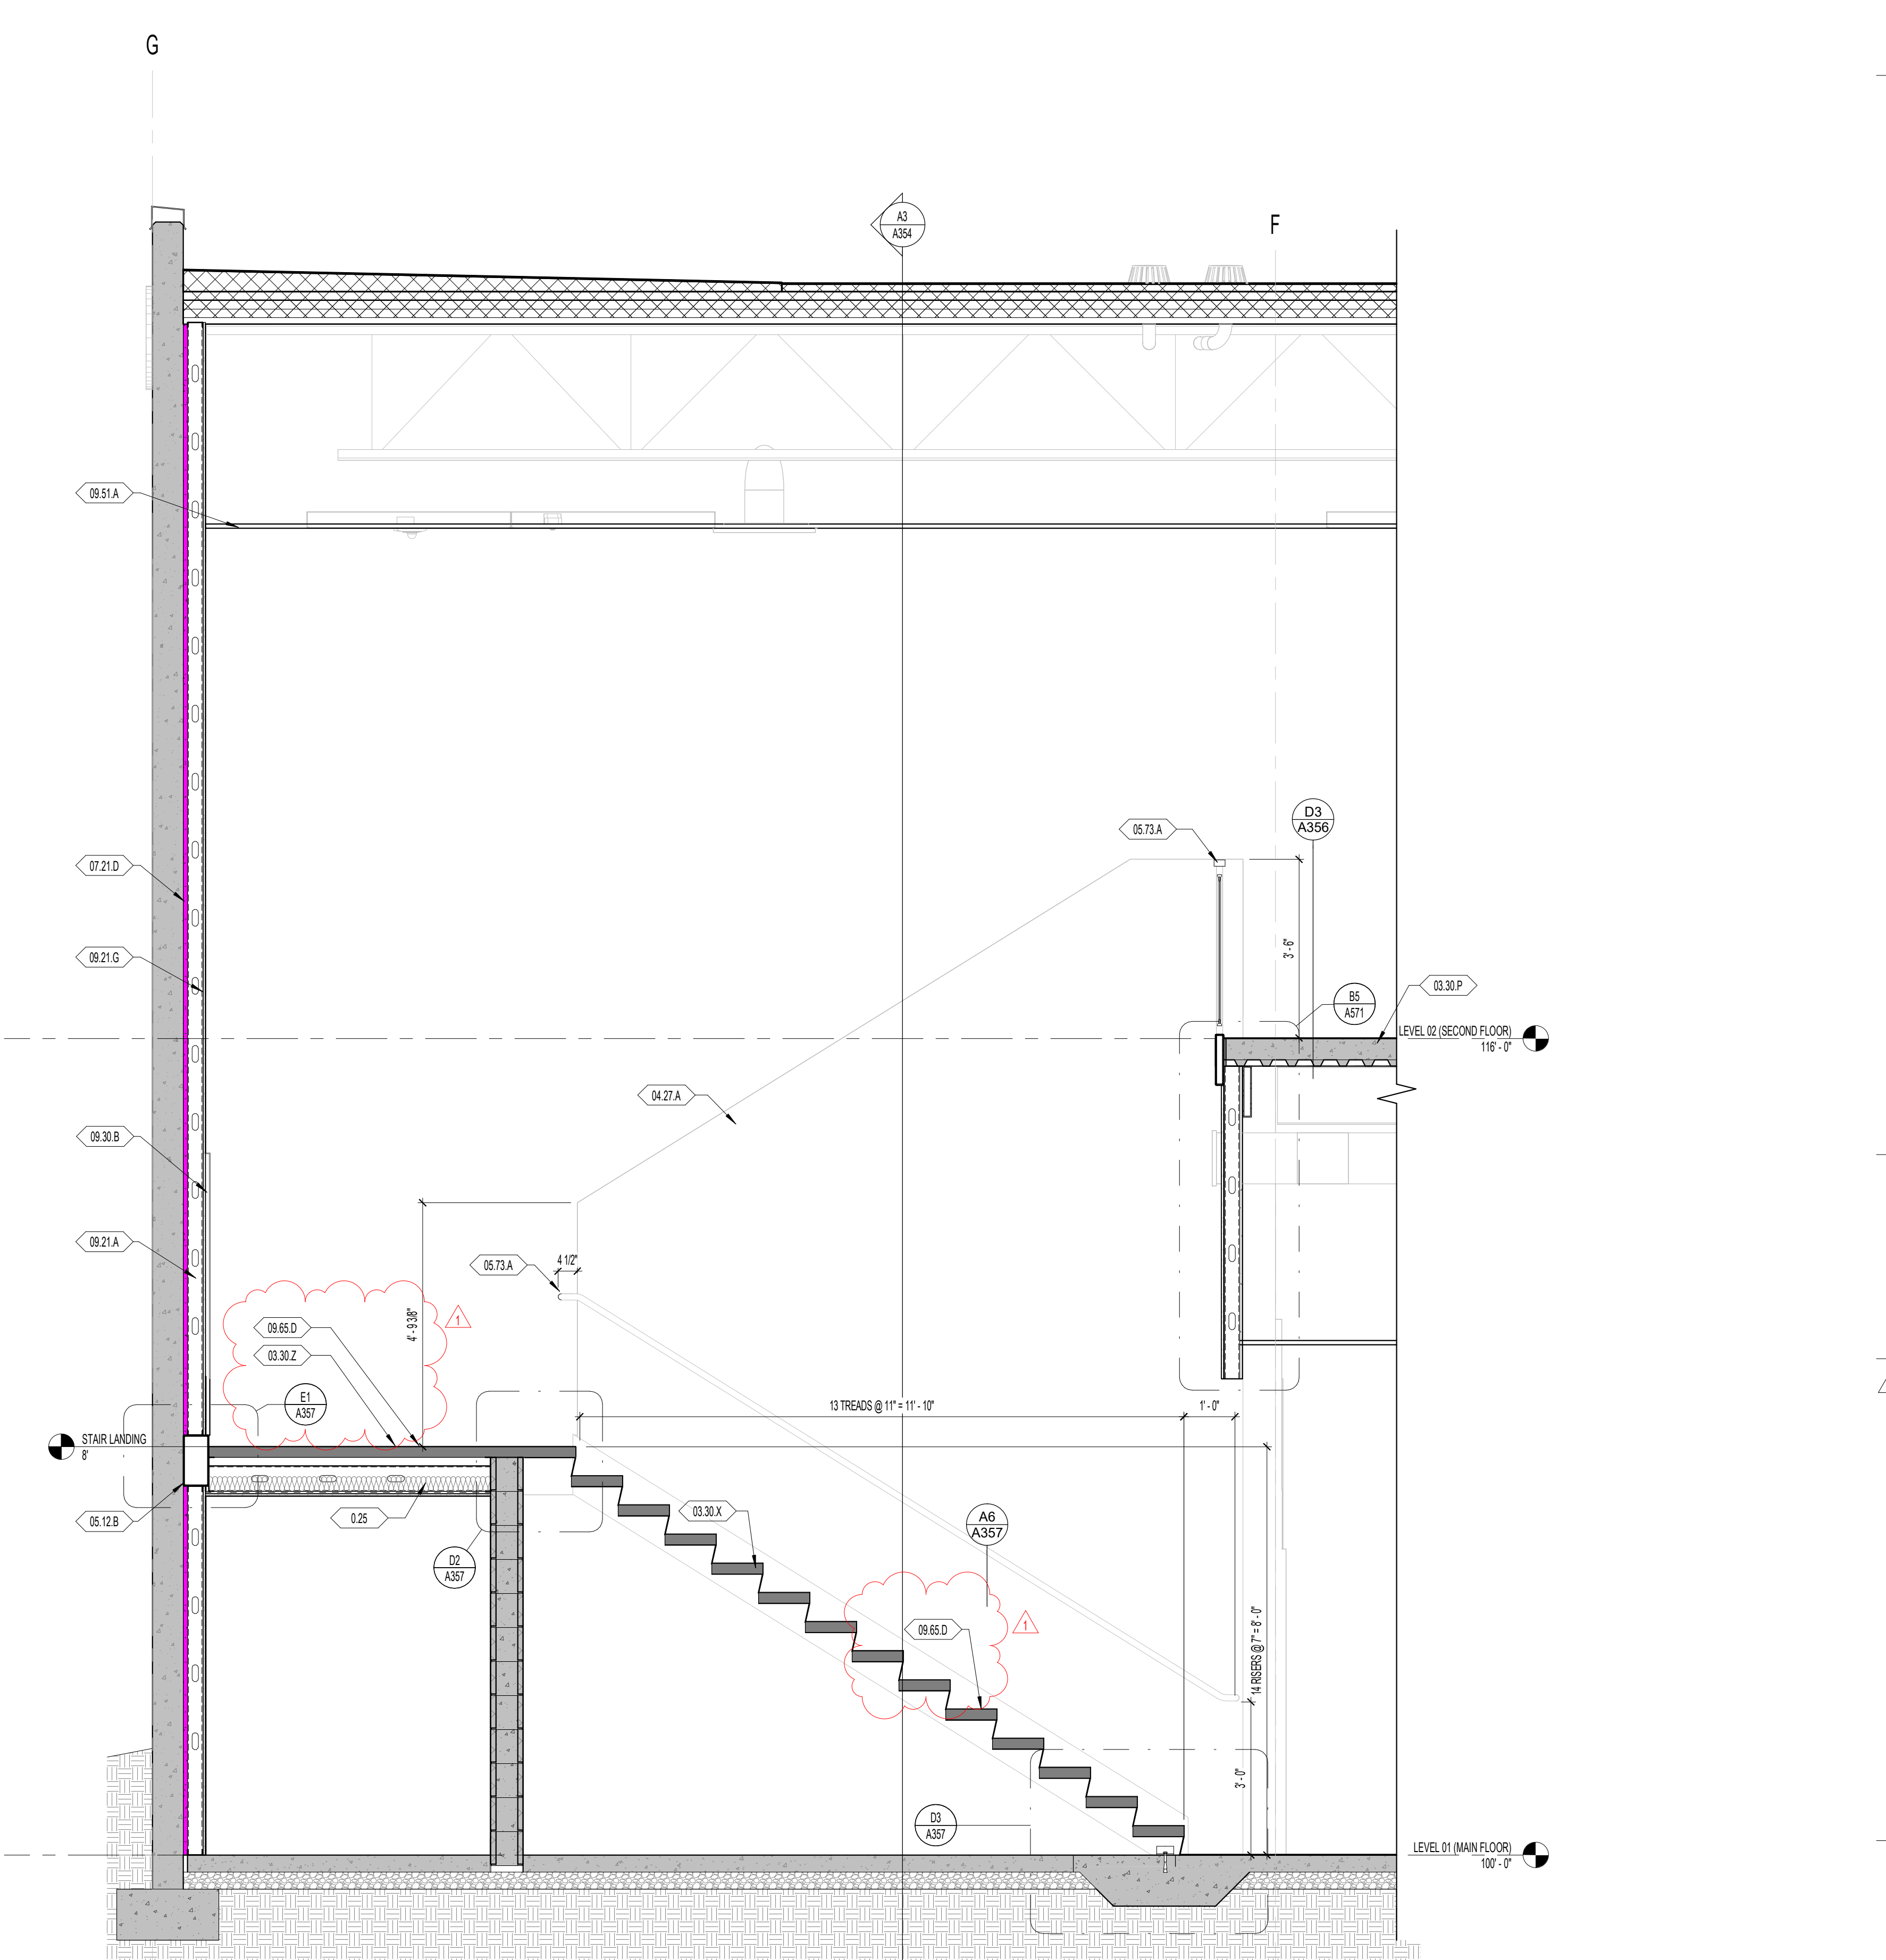 G
A3
A354
F
09.51.A
05.73.A
D3
A356
07.21.D
3' - 6"
09.21.G
03.30.P
B5
A571
LEVEL 02 (SECOND FLOOR)
116' - 0"
04.27.A
09.30.B
09.21.A
4 1/2"
05.73.A
4' - 9 3/8"
1
09.65.D
03.30.Z
E1
A357
13 TREADS @ 11" = 11' - 10"
1' - 0"
STAIR LANDING
8'
05.12.B
0.25
03.30.X
A6
A357
D2
A357
09.65.D
1
14 RISERS @ 7" = 8' - 0"
3' - 0"
D3
A357
LEVEL 01 (MAIN FLOOR)
100' - 0"